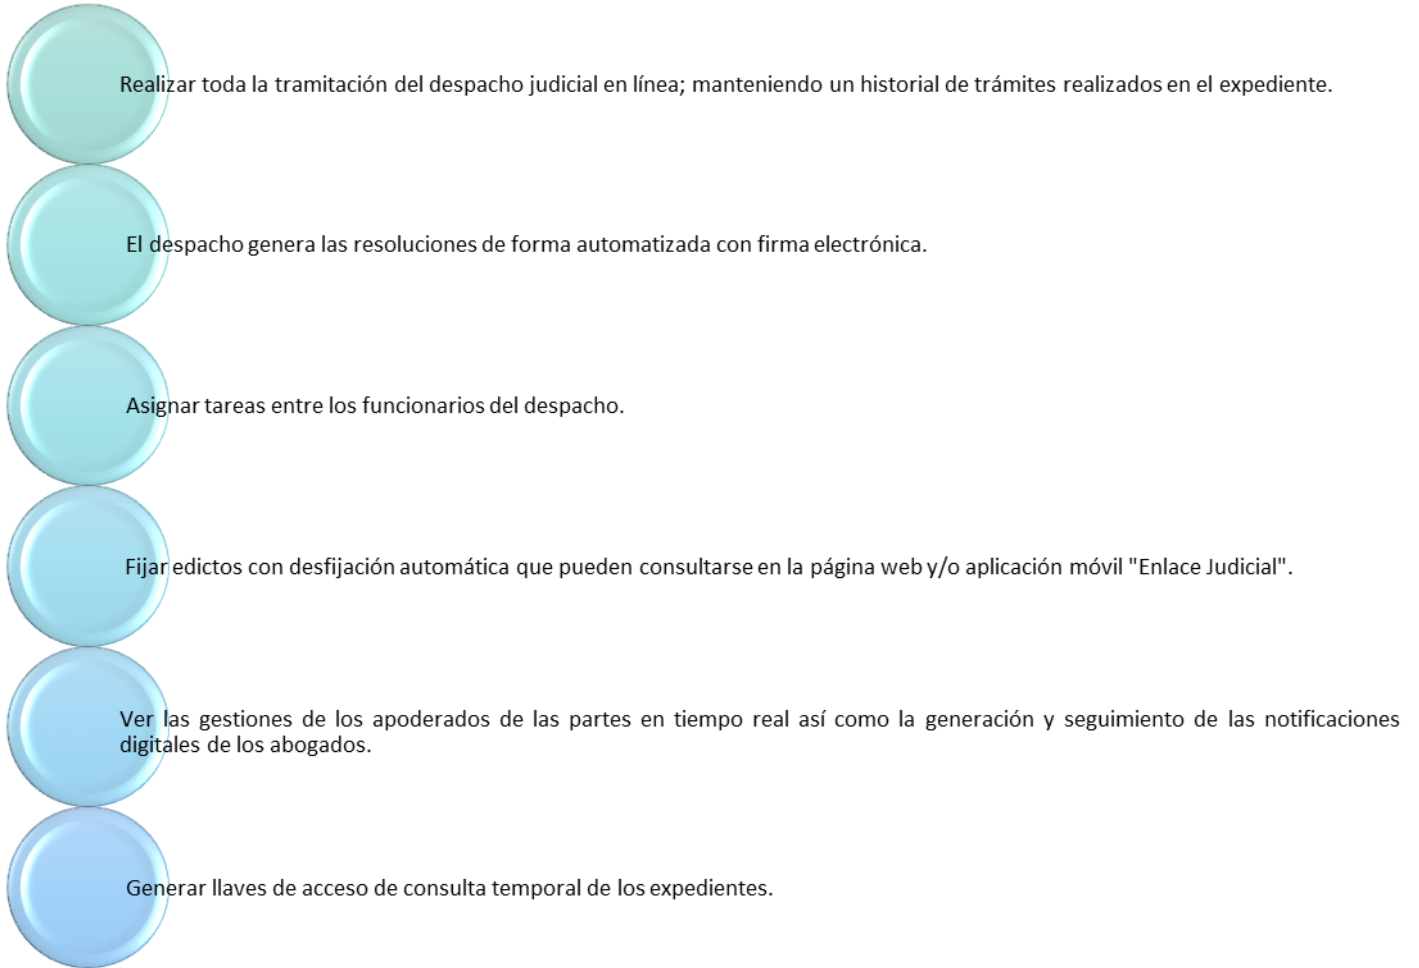 Realizar toda la tramitación del despacho judicial en línea; manteniendo un historial de trámites realizados en el expediente.
El despacho genera las resoluciones de forma automatizada con firma electrónica.
Asignar tareas entre los funcionarios del despacho.
Fijar edictos con desfijación automática que pueden consultarse en la página web y/o aplicación móvil "Enlace Judicial".
Ver las gestiones de los apoderados de las partes en tiempo real así como la generación y seguimiento de las notificaciones
digitales de los abogados.
Generar llaves de acceso de consulta temporal de los expedientes.